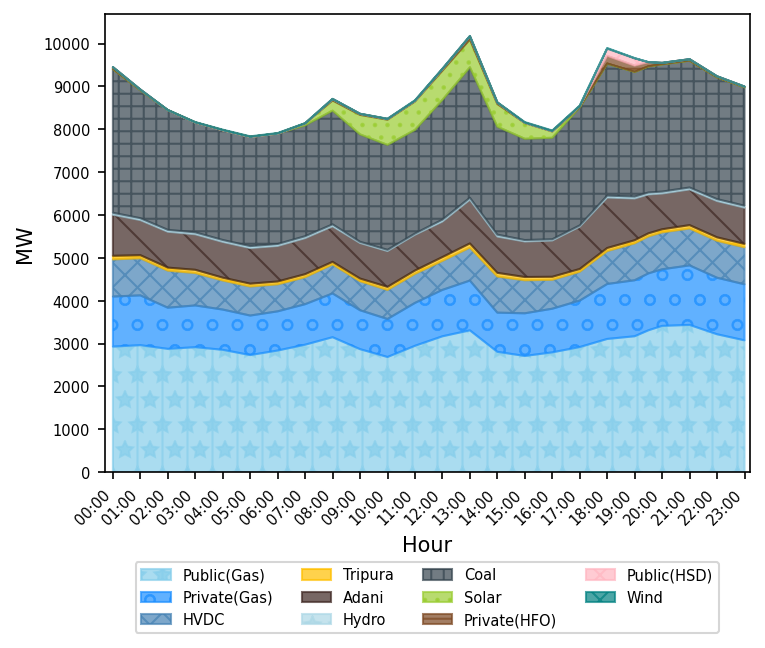 10000
9000
8000
7000
6000
5000
4000
3000
2000
1000
0
MW
00:00 01:00 02:00 03:00 04:00 05:00 06:00 07:00 08:00 09:00 10:00 11:00 12:00 13:00 14:00 15:00 16:00 17:00 18:00 19:00 20:00 21:00 22:00 23:00
Hour
Public(Gas) Tripura Coal Public(HSD)
Private(Gas) Adani Solar Wind
HVDC Hydro Private(HFO)